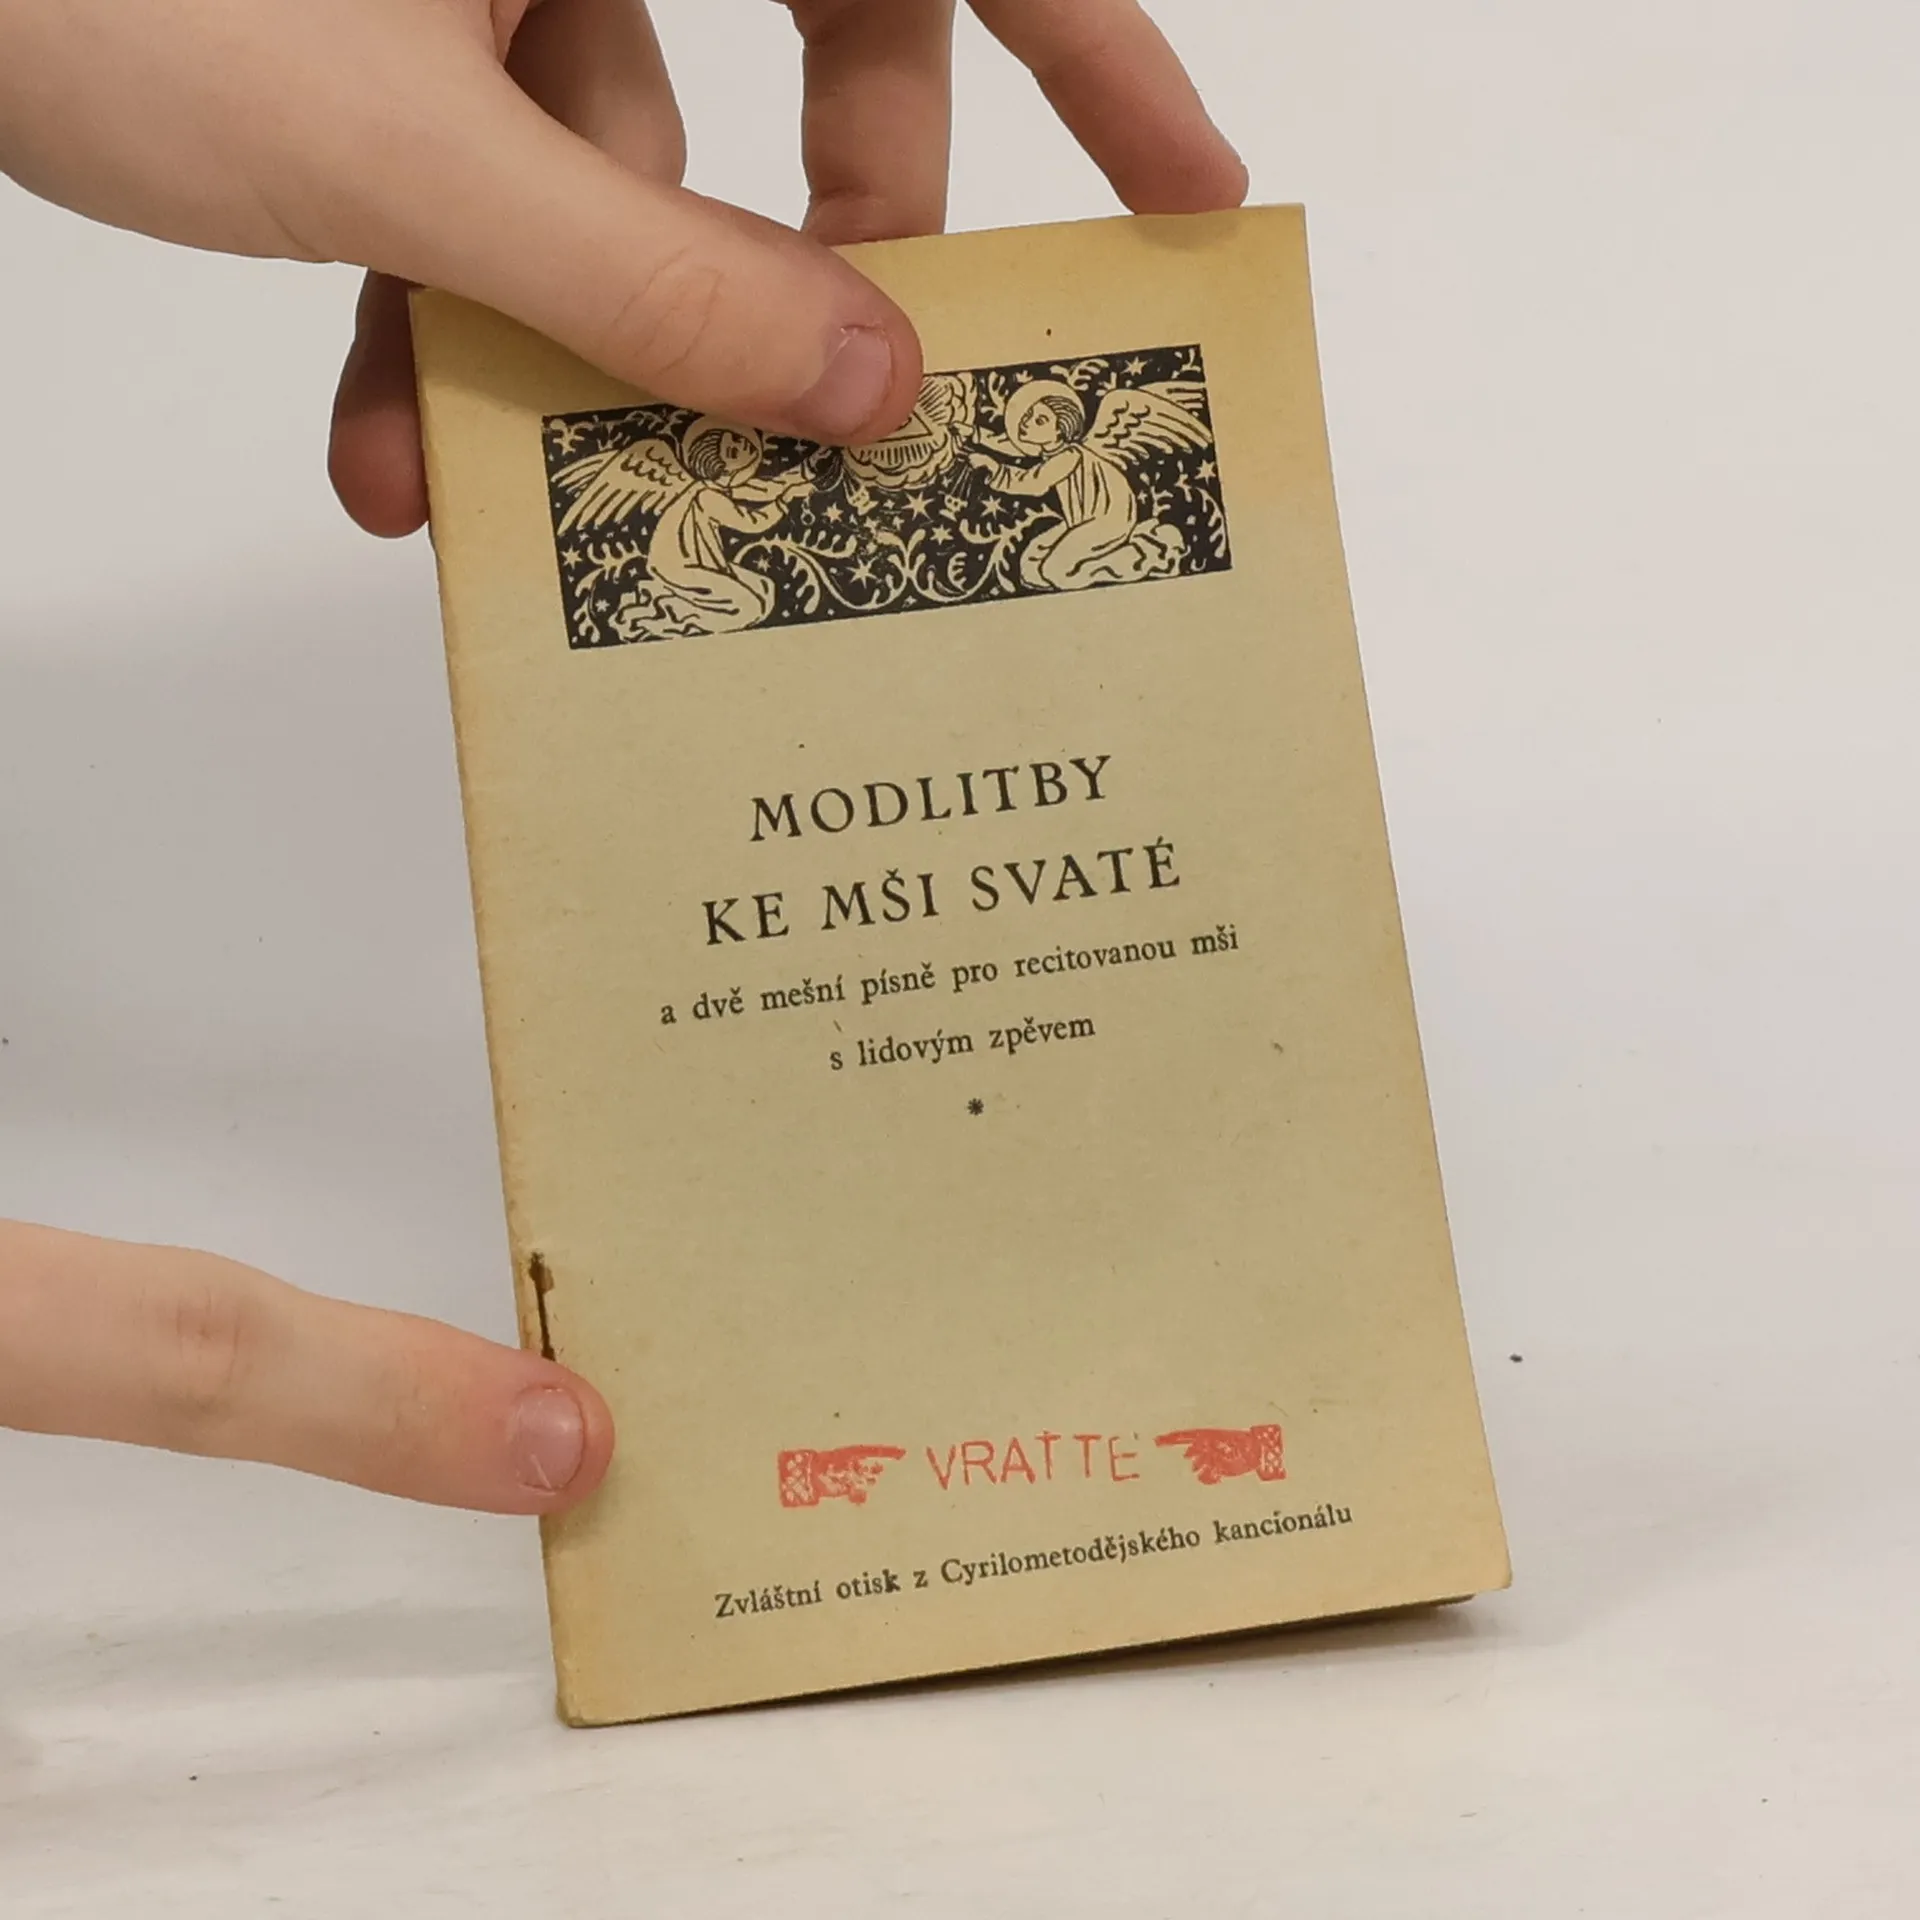 MODLITBY
KE MŠI SVATÉ
a dvě mešní písně pro recitovanou mši
s lidovým zpěvem
*
VRAŤTE
Zvláštní otisk z Cyrilometodějského kancionálu